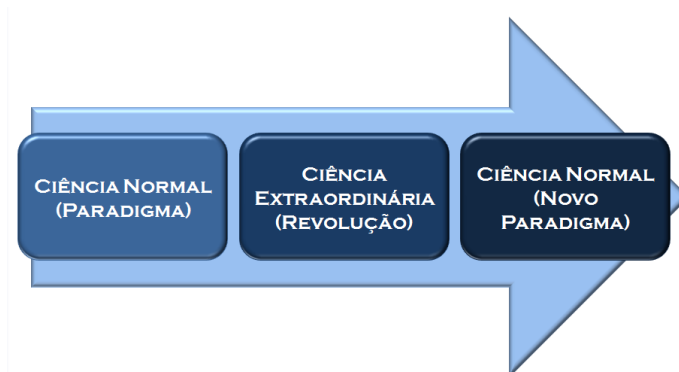 Ciência Normal
(Paradigma)
Ciência
Extraordinária
(Revolução)
Ciência Normal
(Novo
Paradigma)